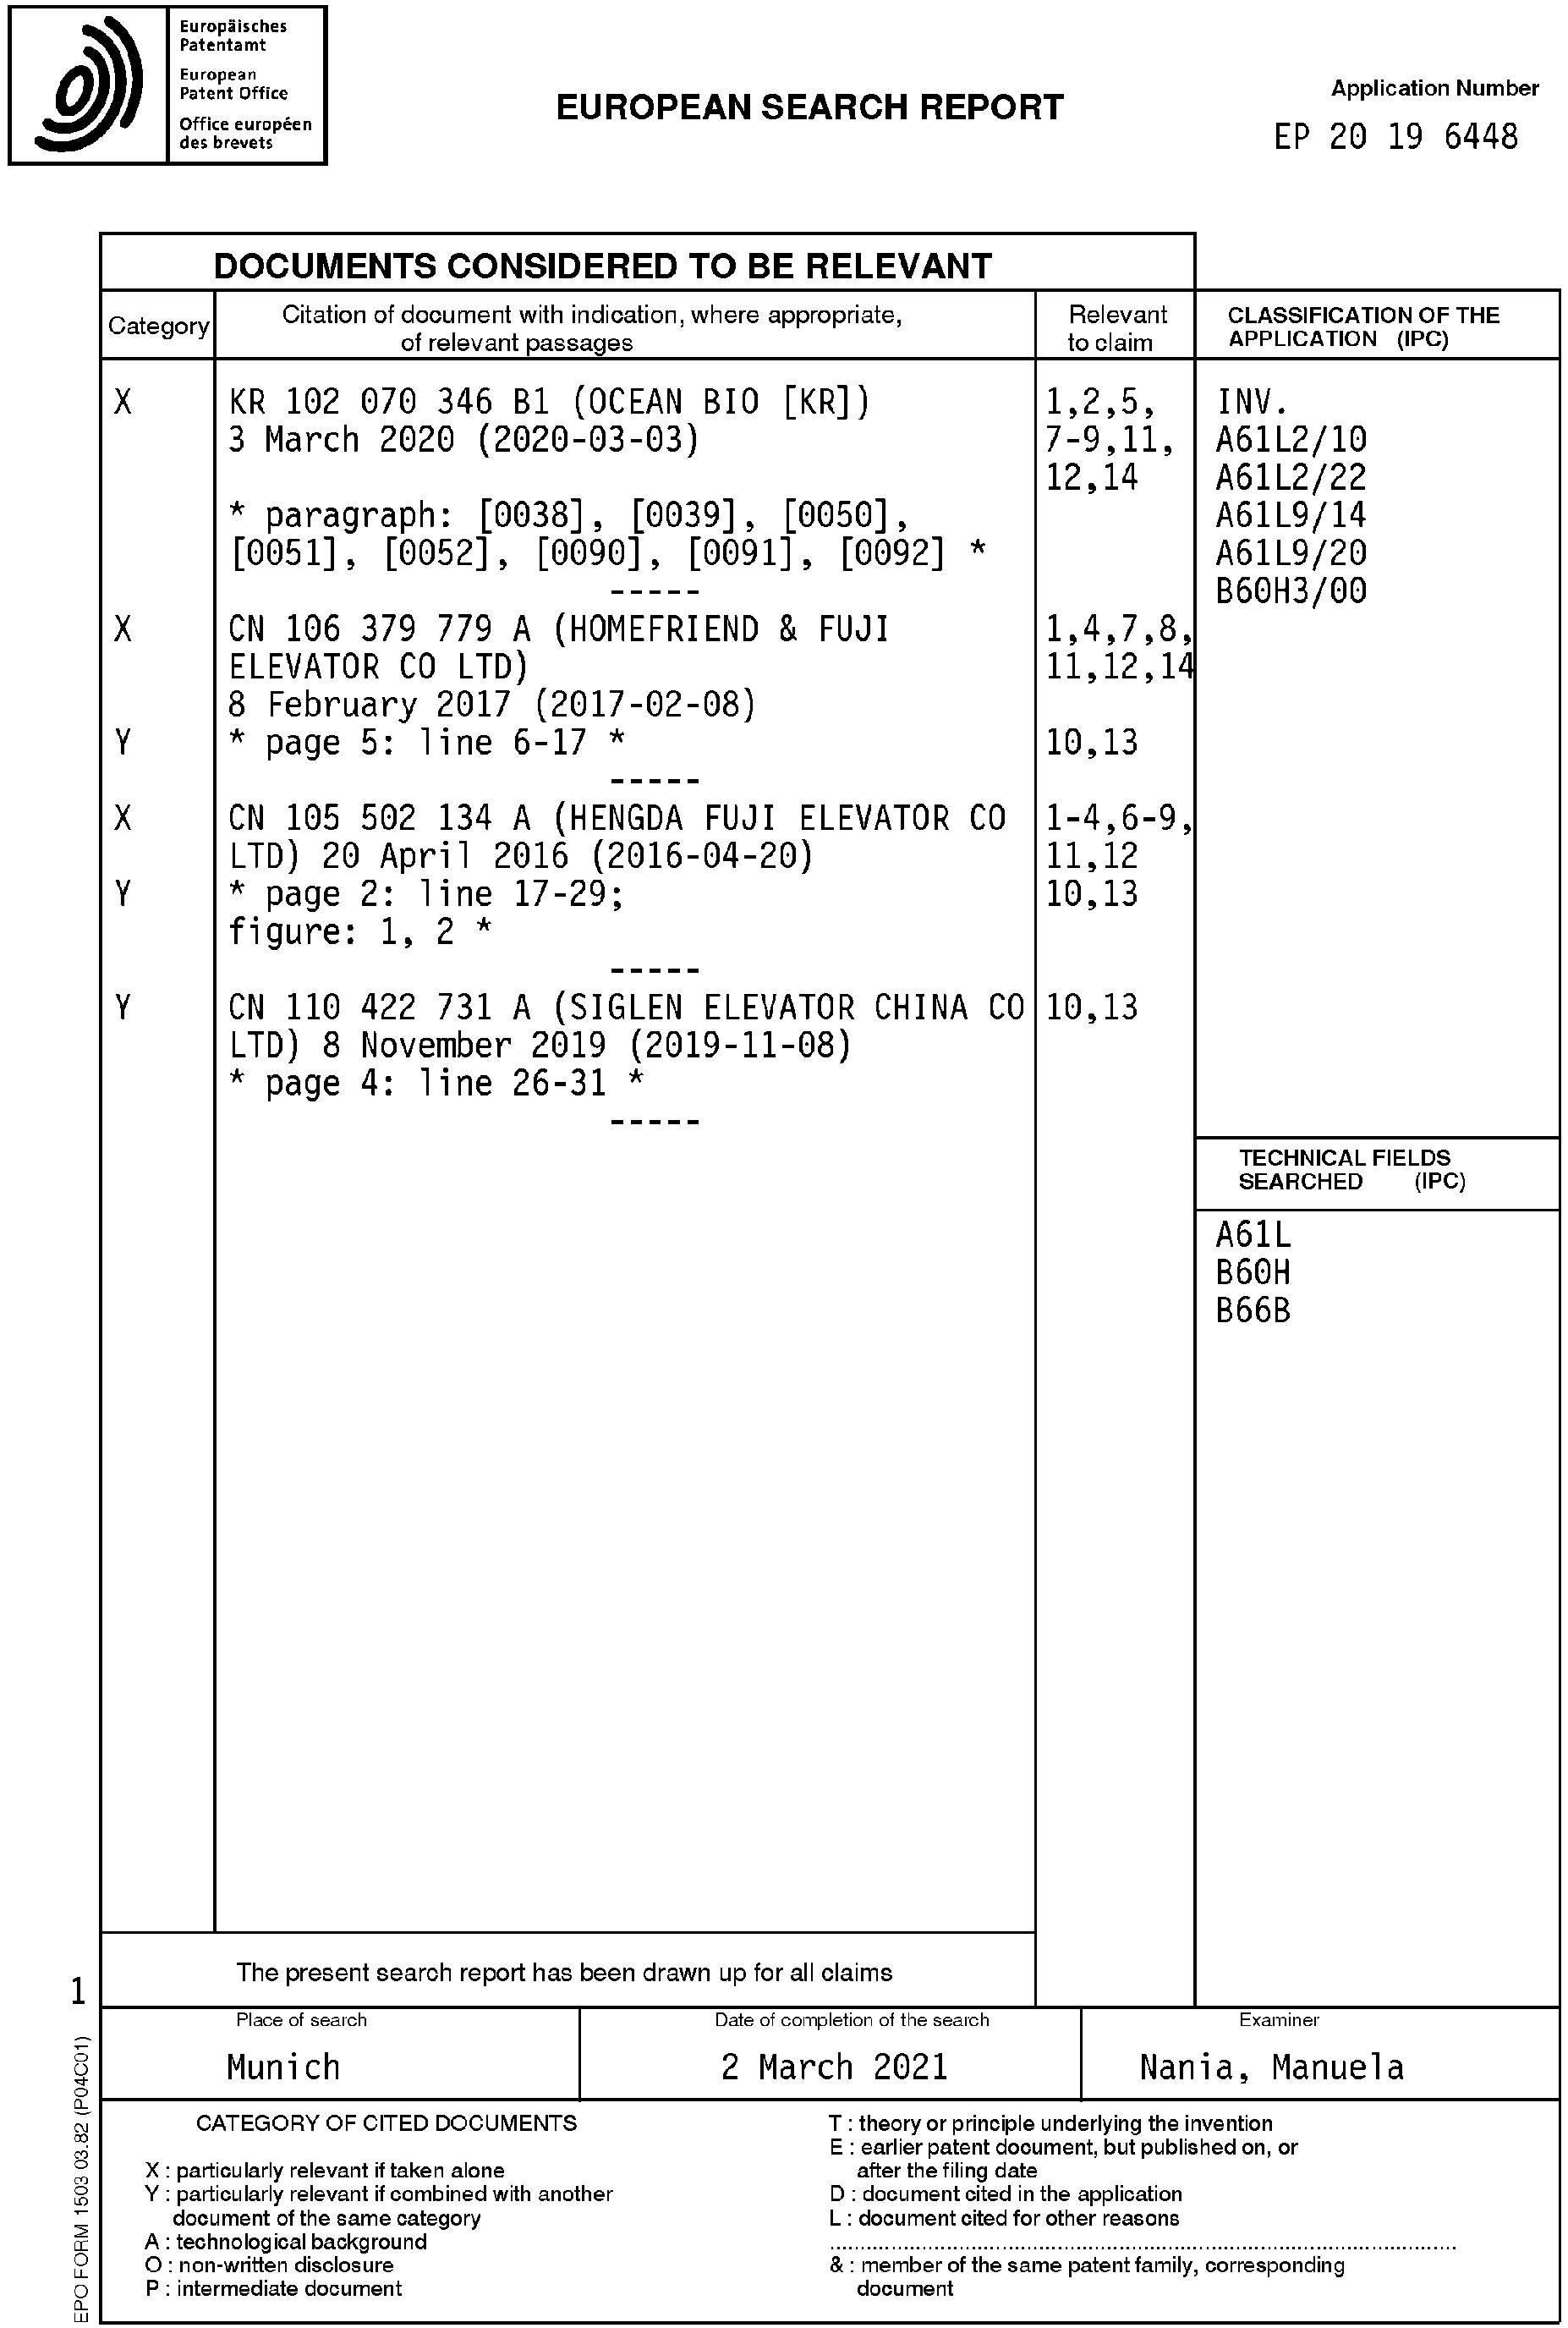 Europäisches
Patentamt
European
Patent Office
Office européen
des brevets
EUROPEAN SEARCH REPORT
Application Number
EP 20 19 6448
DOCUMENTS CONSIDERED TO BE RELEVANT
Category
Citation of document with indication, where appropriate,
of relevant passages
Relevant
to claim
CLASSIFICATION OF THE
APPLICATION (IPC)
X
KR 102 070 346 B1 (OCEAN BIO [KR])
3 March 2020 (2020-03-03)
* paragraph: [0038], [0039], [0050],
[0051], [0052], [0090], [0091], [0092] *
-----
1,2,5,
7-9,11,
12,14
X
CN 106 379 779 A (HOMEFRIEND & FUJI
ELEVATOR CO LTD)
8 February 2017 (2017-02-08)
1,4,7,8,
11,12,14
Y
* page 5: line 6-17 *
10,13
-----
X
CN 105 502 134 A (HENGDA FUJI ELEVATOR CO
LTD) 20 April 2016 (2016-04-20)
1-4,6-9,
11,12
Y
* page 2: line 17-29;
figure: 1, 2 *
10,13
-----
Y
CN 110 422 731 A (SIGLEN ELEVATOR CHINA CO
LTD) 8 November 2019 (2019-11-08)
* page 4: line 26-31 *
10,13
-----
INV.
A61L2/10
A61L2/22
A61L9/14
A61L9/20
B60H3/00
TECHNICAL FIELDS
SEARCHED (IPC)
A61L
B60H
B66B
The present search report has been drawn up for all claims
1
Place of search
Munich
Date of completion of the search
2 March 2021
Examiner
Nania, Manuela
CATEGORY OF CITED DOCUMENTS
X : particularly relevant if taken alone
Y : particularly relevant if combined with another
document of the same category
A : technological background
O : non-written disclosure
P : intermediate document
T : theory or principle underlying the invention
E : earlier patent document, but published on, or
after the filing date
D : document cited in the application
L : document cited for other reasons
& : member of the same patent family, corresponding
document
EPO FORM 1503 03.82 (P04C01)